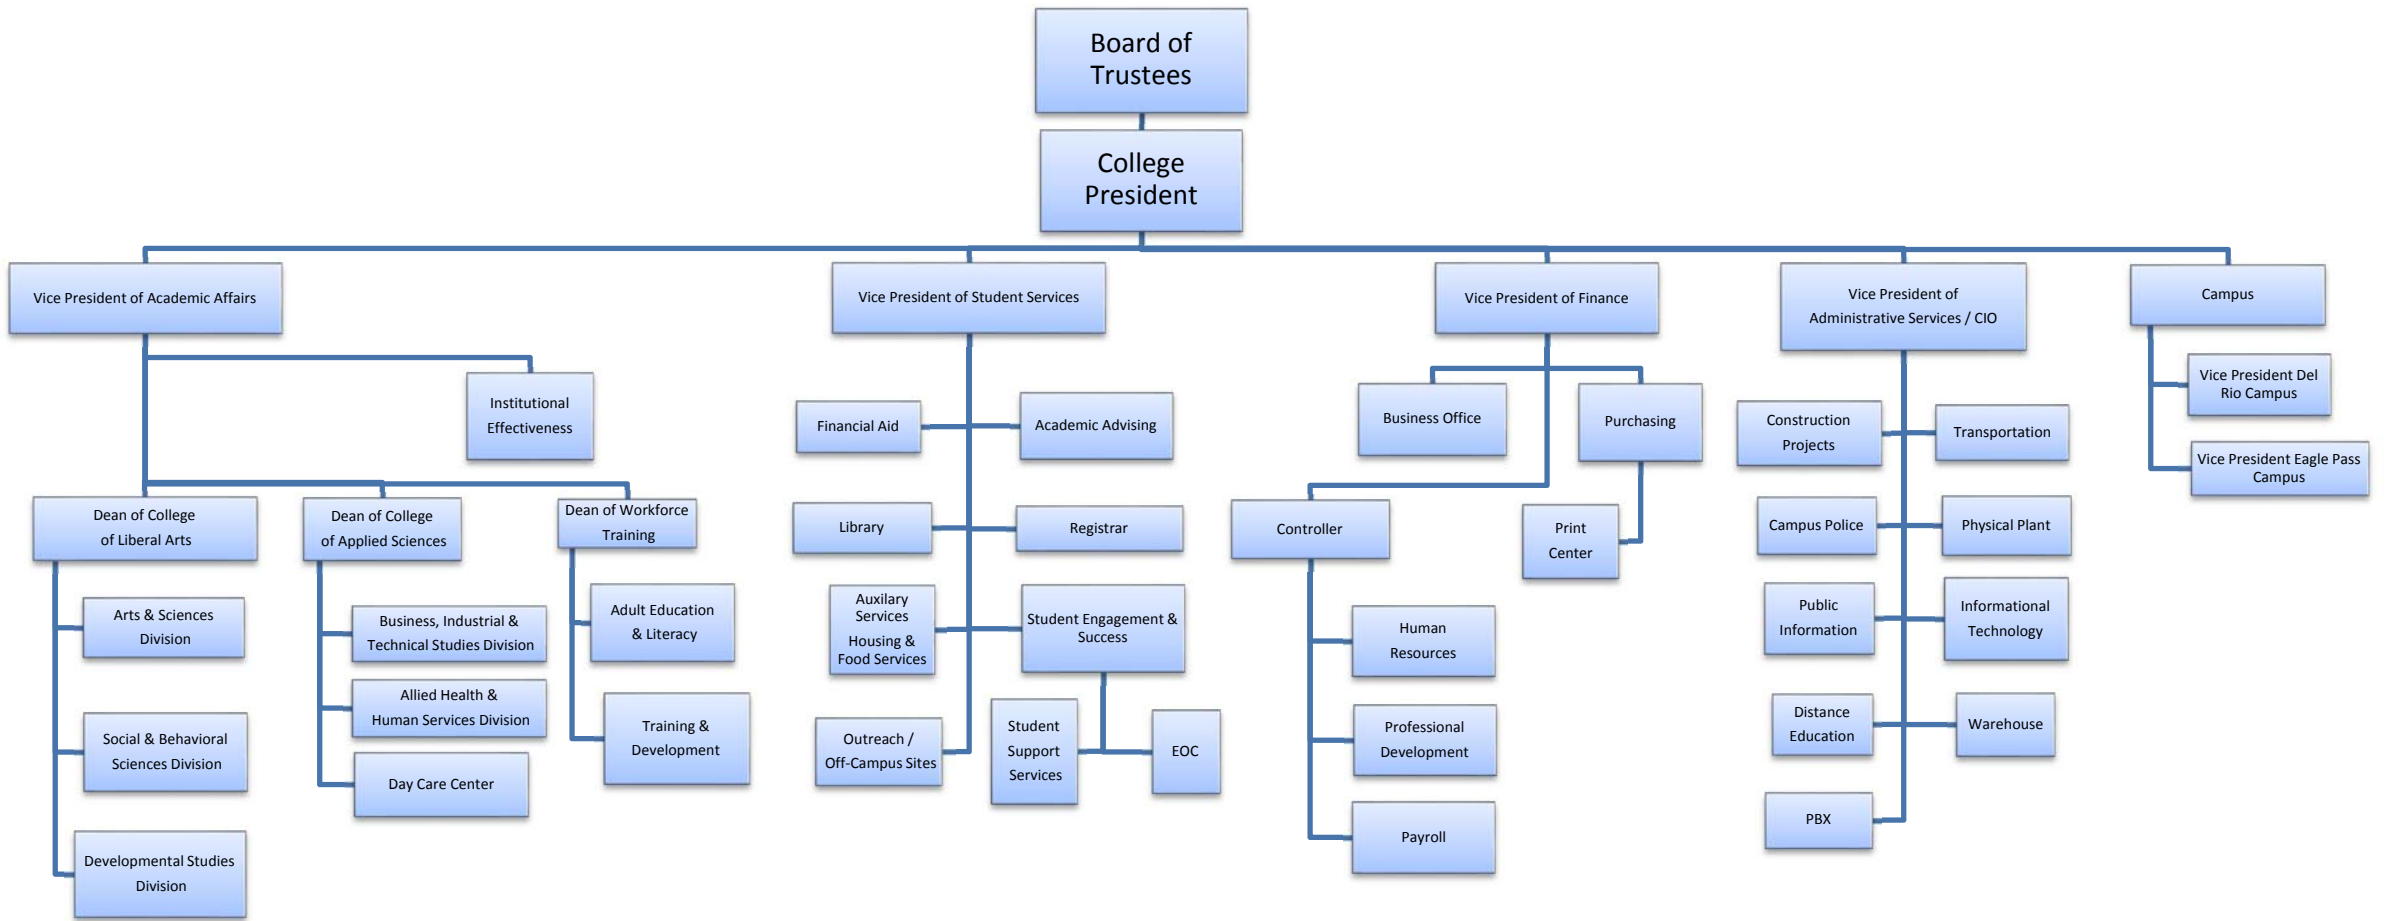 Board of
Trustees
College
President
Vice President of Academic Affairs
Vice President of Student Services
Vice President of Finance
Vice President of
Administrative Services / CIO
Campus
Institutional
Effectiveness
Dean of College
of Liberal Arts
Arts & Sciences
Division
Social & Behavioral
Sciences Division
Developmental Studies
Division
Dean of College
of Applied Sciences
Business, Industrial &
Technical Studies Division
Allied Health &
Human Services Division
Day Care Center
Dean of Workforce
Training
Adult Education
& Literacy
Training &
Development
Financial Aid
Academic Advising
Library
Registrar
Auxilary
Services
Housing &
Food Services
Student Engagement &
Success
Outreach /
Off-Campus Sites
Student
Support
Services
EOC
Business Office
Purchasing
Controller
Print
Center
Human
Resources
Professional
Development
Payroll
Construction
Projects
Transportation
Campus Police
Physical Plant
Public
Information
Informational
Technology
Distance
Education
Warehouse
PBX
Vice President Del
Rio Campus
Vice President Eagle Pass
Campus